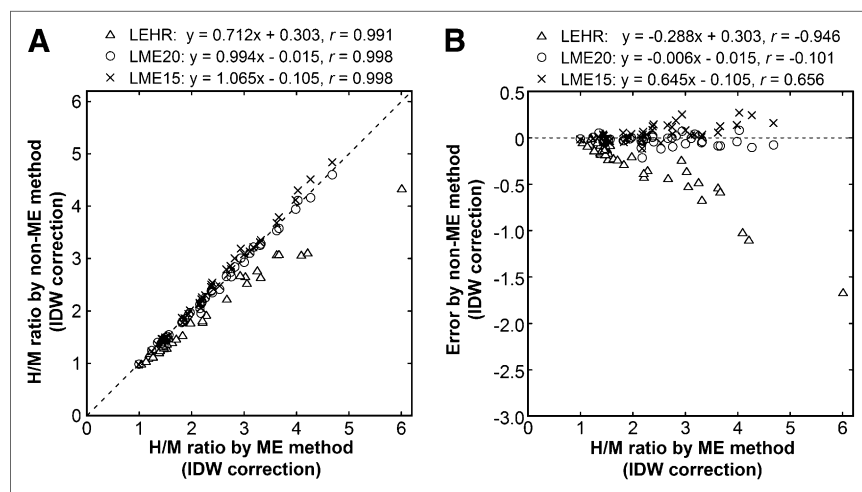 A
△ LEHR: y = 0.712x + 0.303, r = 0.991
○ LME20: y = 0.994x - 0.015, r = 0.998
× LME15: y = 1.065x - 0.105, r = 0.998
6
5
4
3
2
1
0
H/M ratio by non-ME method
(IDW correction)
0 1 2 3 4 5 6
H/M ratio by ME method
(IDW correction)
B
△ LEHR: y = -0.288x + 0.303, r = -0.946
○ LME20: y = -0.006x - 0.015, r = -0.101
× LME15: y = 0.645x - 0.105, r = 0.656
0.5
0
-0.5
-1.0
-1.5
-2.0
-2.5
-3.0
Error by non-ME method
(IDW correction)
0 1 2 3 4 5 6
H/M ratio by ME method
(IDW correction)